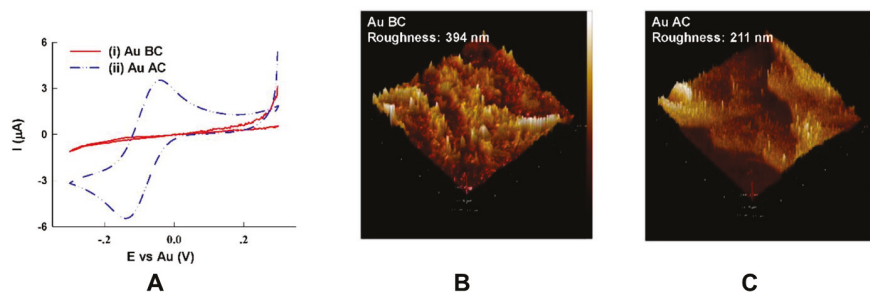 (i) Au BC
(ii) Au AC
6
3
0
-3
-6
I (µA)
-.2
0.0
.2
E vs Au (V)
A
Au BC
Roughness: 394 nm
B
Au AC
Roughness: 211 nm
C